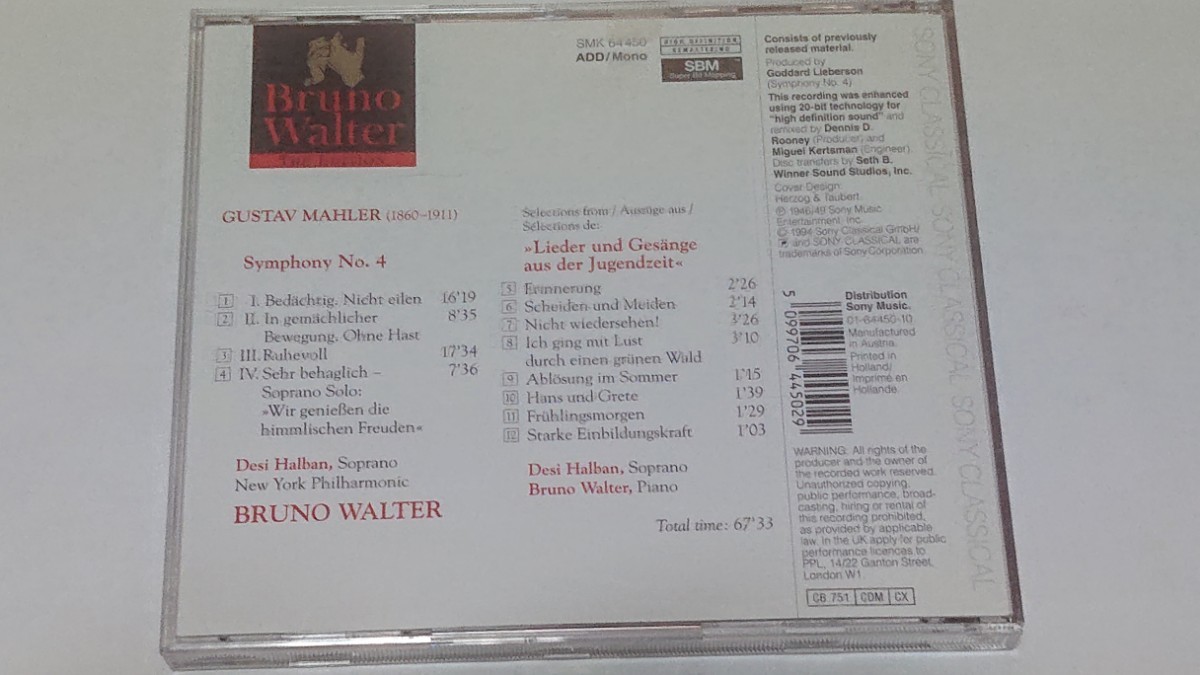 Bruno
Walter
SMK 64 450
ADD/Mono
HIGH DEFINITION
REMASTERING
SBM
Super Bit Mapping
GUSTAV MAHLER (1860–1911)
Symphony No. 4
1 I. Bedächtig. Nicht eilen 16'19
2 II. In gemächlicher 8'35
Bewegung. Ohne Hast
3 III. Ruhevoll 17'34
4 IV. Sehr behaglich – 7'36
Soprano Solo:
»Wir genießen die
himmlischen Freuden«
Desi Halban, Soprano
New York Philharmonic
BRUNO WALTER
Selections from / Auszüge aus /
Sélections de:
»Lieder und Gesänge
aus der Jugendzeit«
5 Erinnerung 2'26
6 Scheiden und Meiden 2'14
7 Nicht wiedersehen! 3'26
8 Ich ging mit Lust 3'10
durch einen grünen Wald
9 Ablösung im Sommer 1'15
10 Hans und Grete 1'39
11 Frühlingsmorgen 1'29
12 Starke Einbildungskraft 1'03
Desi Halban, Soprano
Bruno Walter, Piano
Total time: 67'33
Consists of previously
released material.
Produced by
Goddard Lieberson
(Symphony No. 4)
This recording was enhanced
using 20-bit technology for
"high definition sound" and
remixed by Dennis D.
Rooney (Producer) and
Miguel Kertsman (Engineer)
Disc transfers by Seth B.
Winner Sound Studios, Inc.
Cover Design:
Herzog & Taubert
℗ 1946/49 Sony Music
Entertainment, Inc.
© 1994 Sony Classical GmbH/
and SONY CLASSICAL are
trademarks of Sony Corporation.
5 099706 445029
Distribution
Sony Music.
01-64450-10
Manufactured
in Austria.
Printed in
Holland/
Imprimé en
Hollande.
WARNING: All rights of the
producer and the owner of
the recorded work reserved.
Unauthorized copying,
public performance, broad-
casting, hiring or rental of
this recording prohibited,
as provided by applicable
law. In the UK apply for public
performance licences to
PPL, 14/22 Ganton Street,
London W1.
CB 751 CDM CX
SONY CLASSICAL SONY CLASSICAL SONY CLASSICAL SONY CLASSICAL